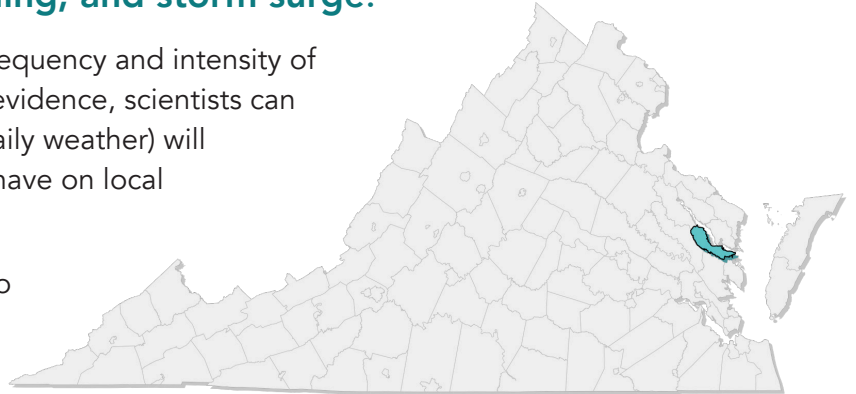 ing, and storm surge.
equency and intensity of
evidence, scientists can
aily weather) will
have on local
o